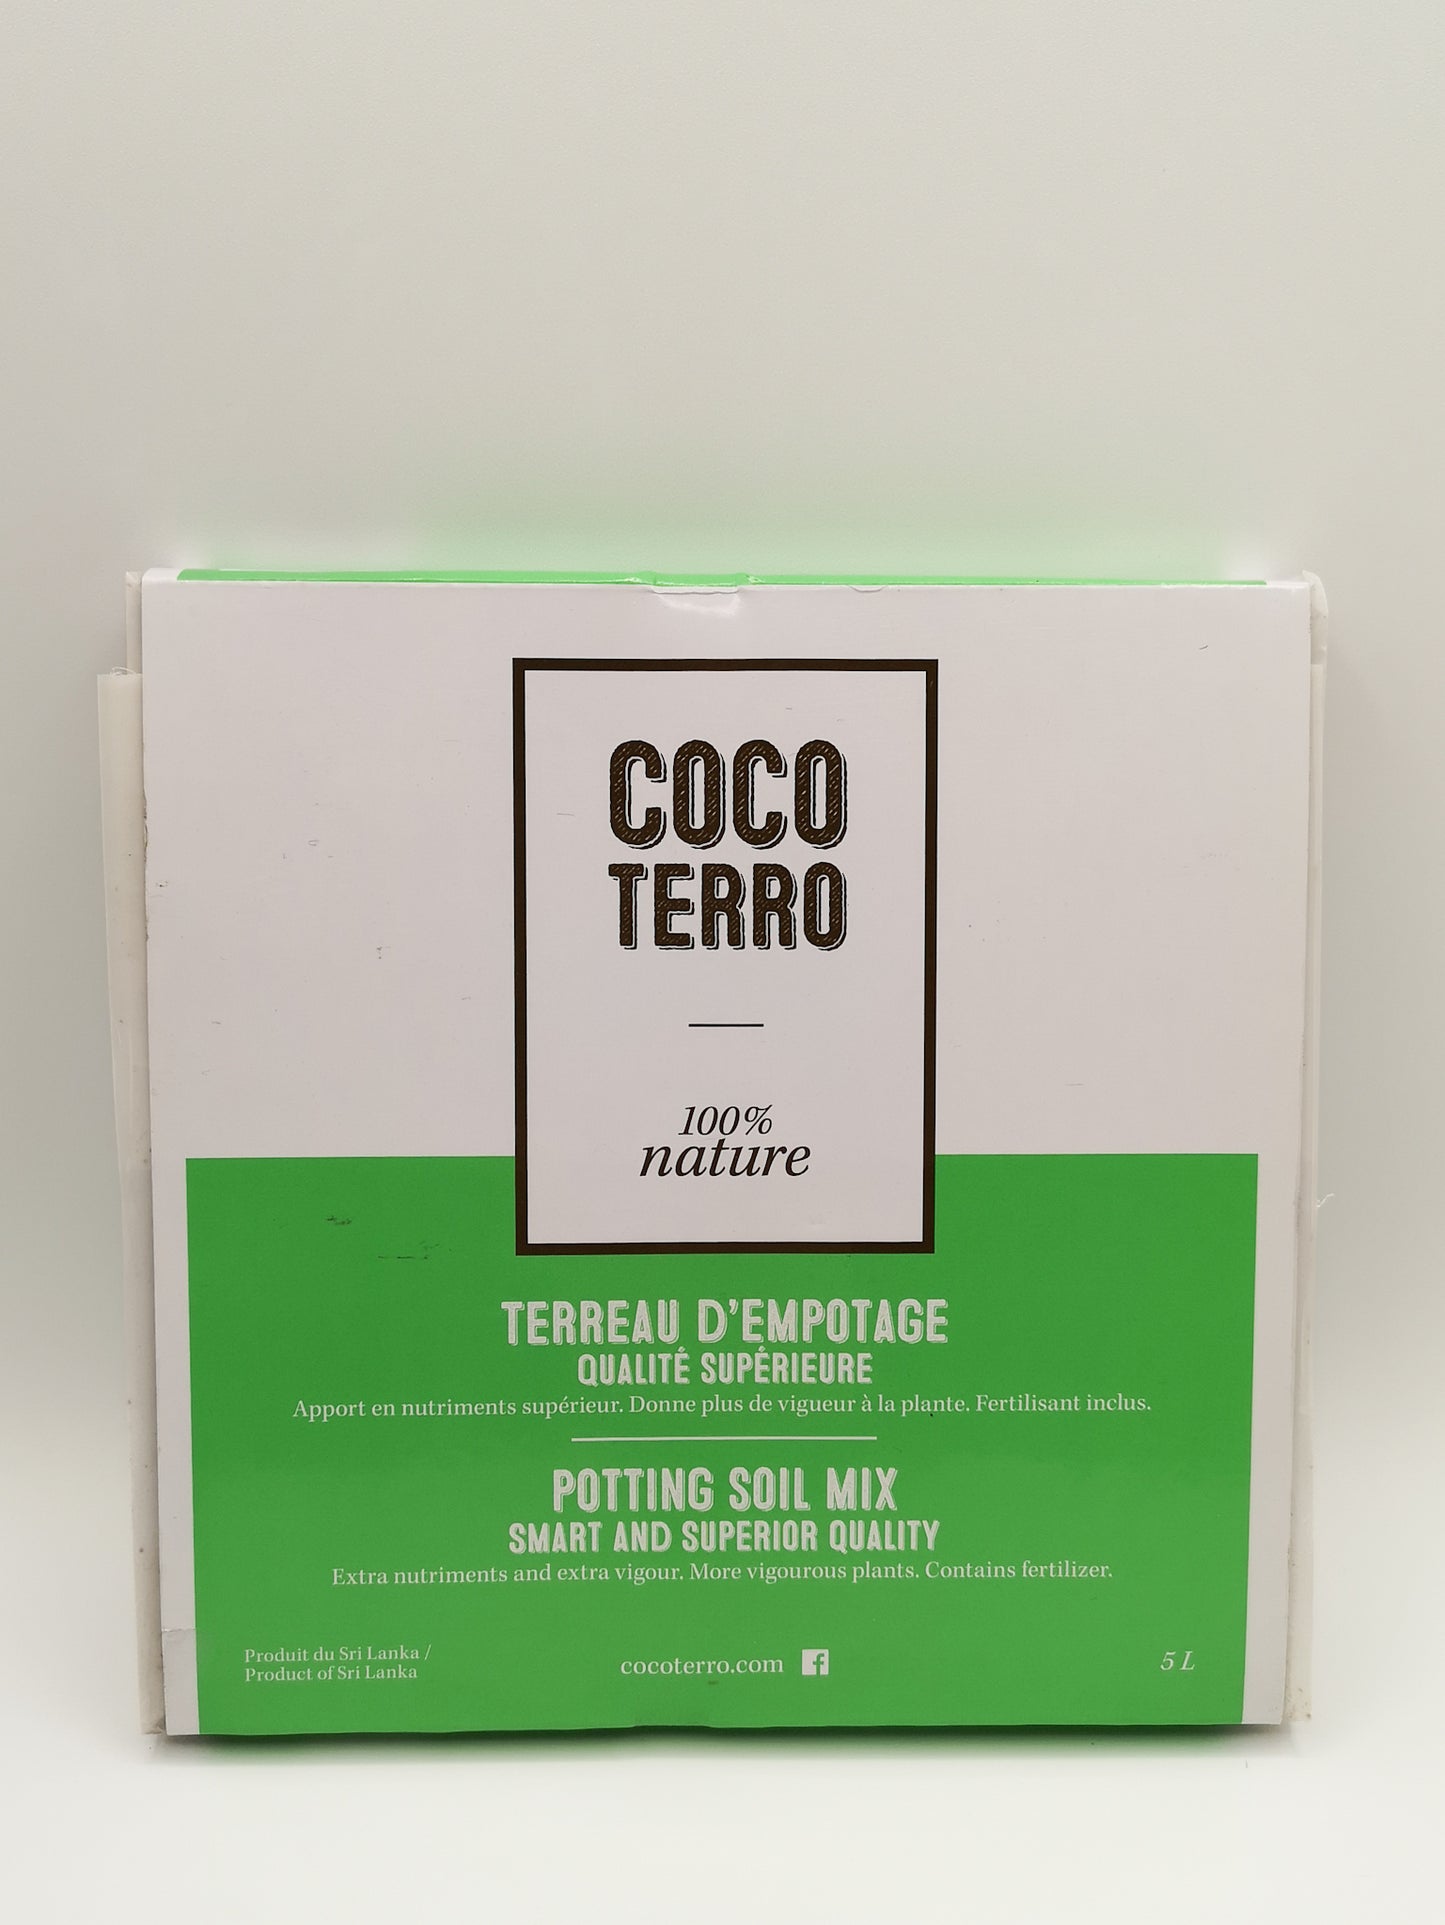 COCO
TERRO
100%
nature
TERREAU D'EMPOTAGE
QUALITÉ SUPÉRIEURE
Apport en nutriments supérieur. Donne plus de vigueur à la plante. Fertilisant inclus.
POTTING SOIL MIX
SMART AND SUPERIOR QUALITY
Extra nutriments and extra vigour. More vigourous plants. Contains fertilizer.
Produit du Sri Lanka /
Product of Sri Lanka
cocoterro.com
5 L